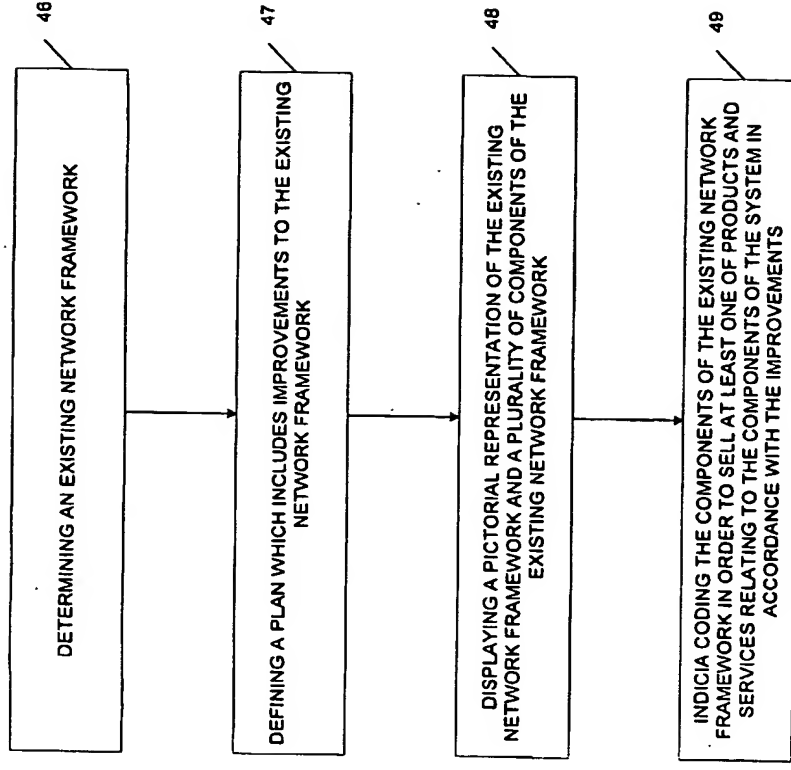 46
DETERMINING AN EXISTING NETWORK FRAMEWORK
47
DEFINING A PLAN WHICH INCLUDES IMPROVEMENTS TO THE EXISTING
NETWORK FRAMEWORK
48
DISPLAYING A PICTORIAL REPRESENTATION OF THE EXISTING
NETWORK FRAMEWORK AND A PLURALITY OF COMPONENTS OF THE
EXISTING NETWORK FRAMEWORK
49
INDICIA CODING THE COMPONENTS OF THE EXISTING NETWORK
FRAMEWORK IN ORDER TO SELL AT LEAST ONE OF PRODUCTS AND
SERVICES RELATING TO THE COMPONENTS OF THE SYSTEM IN
ACCORDANCE WITH THE IMPROVEMENTS